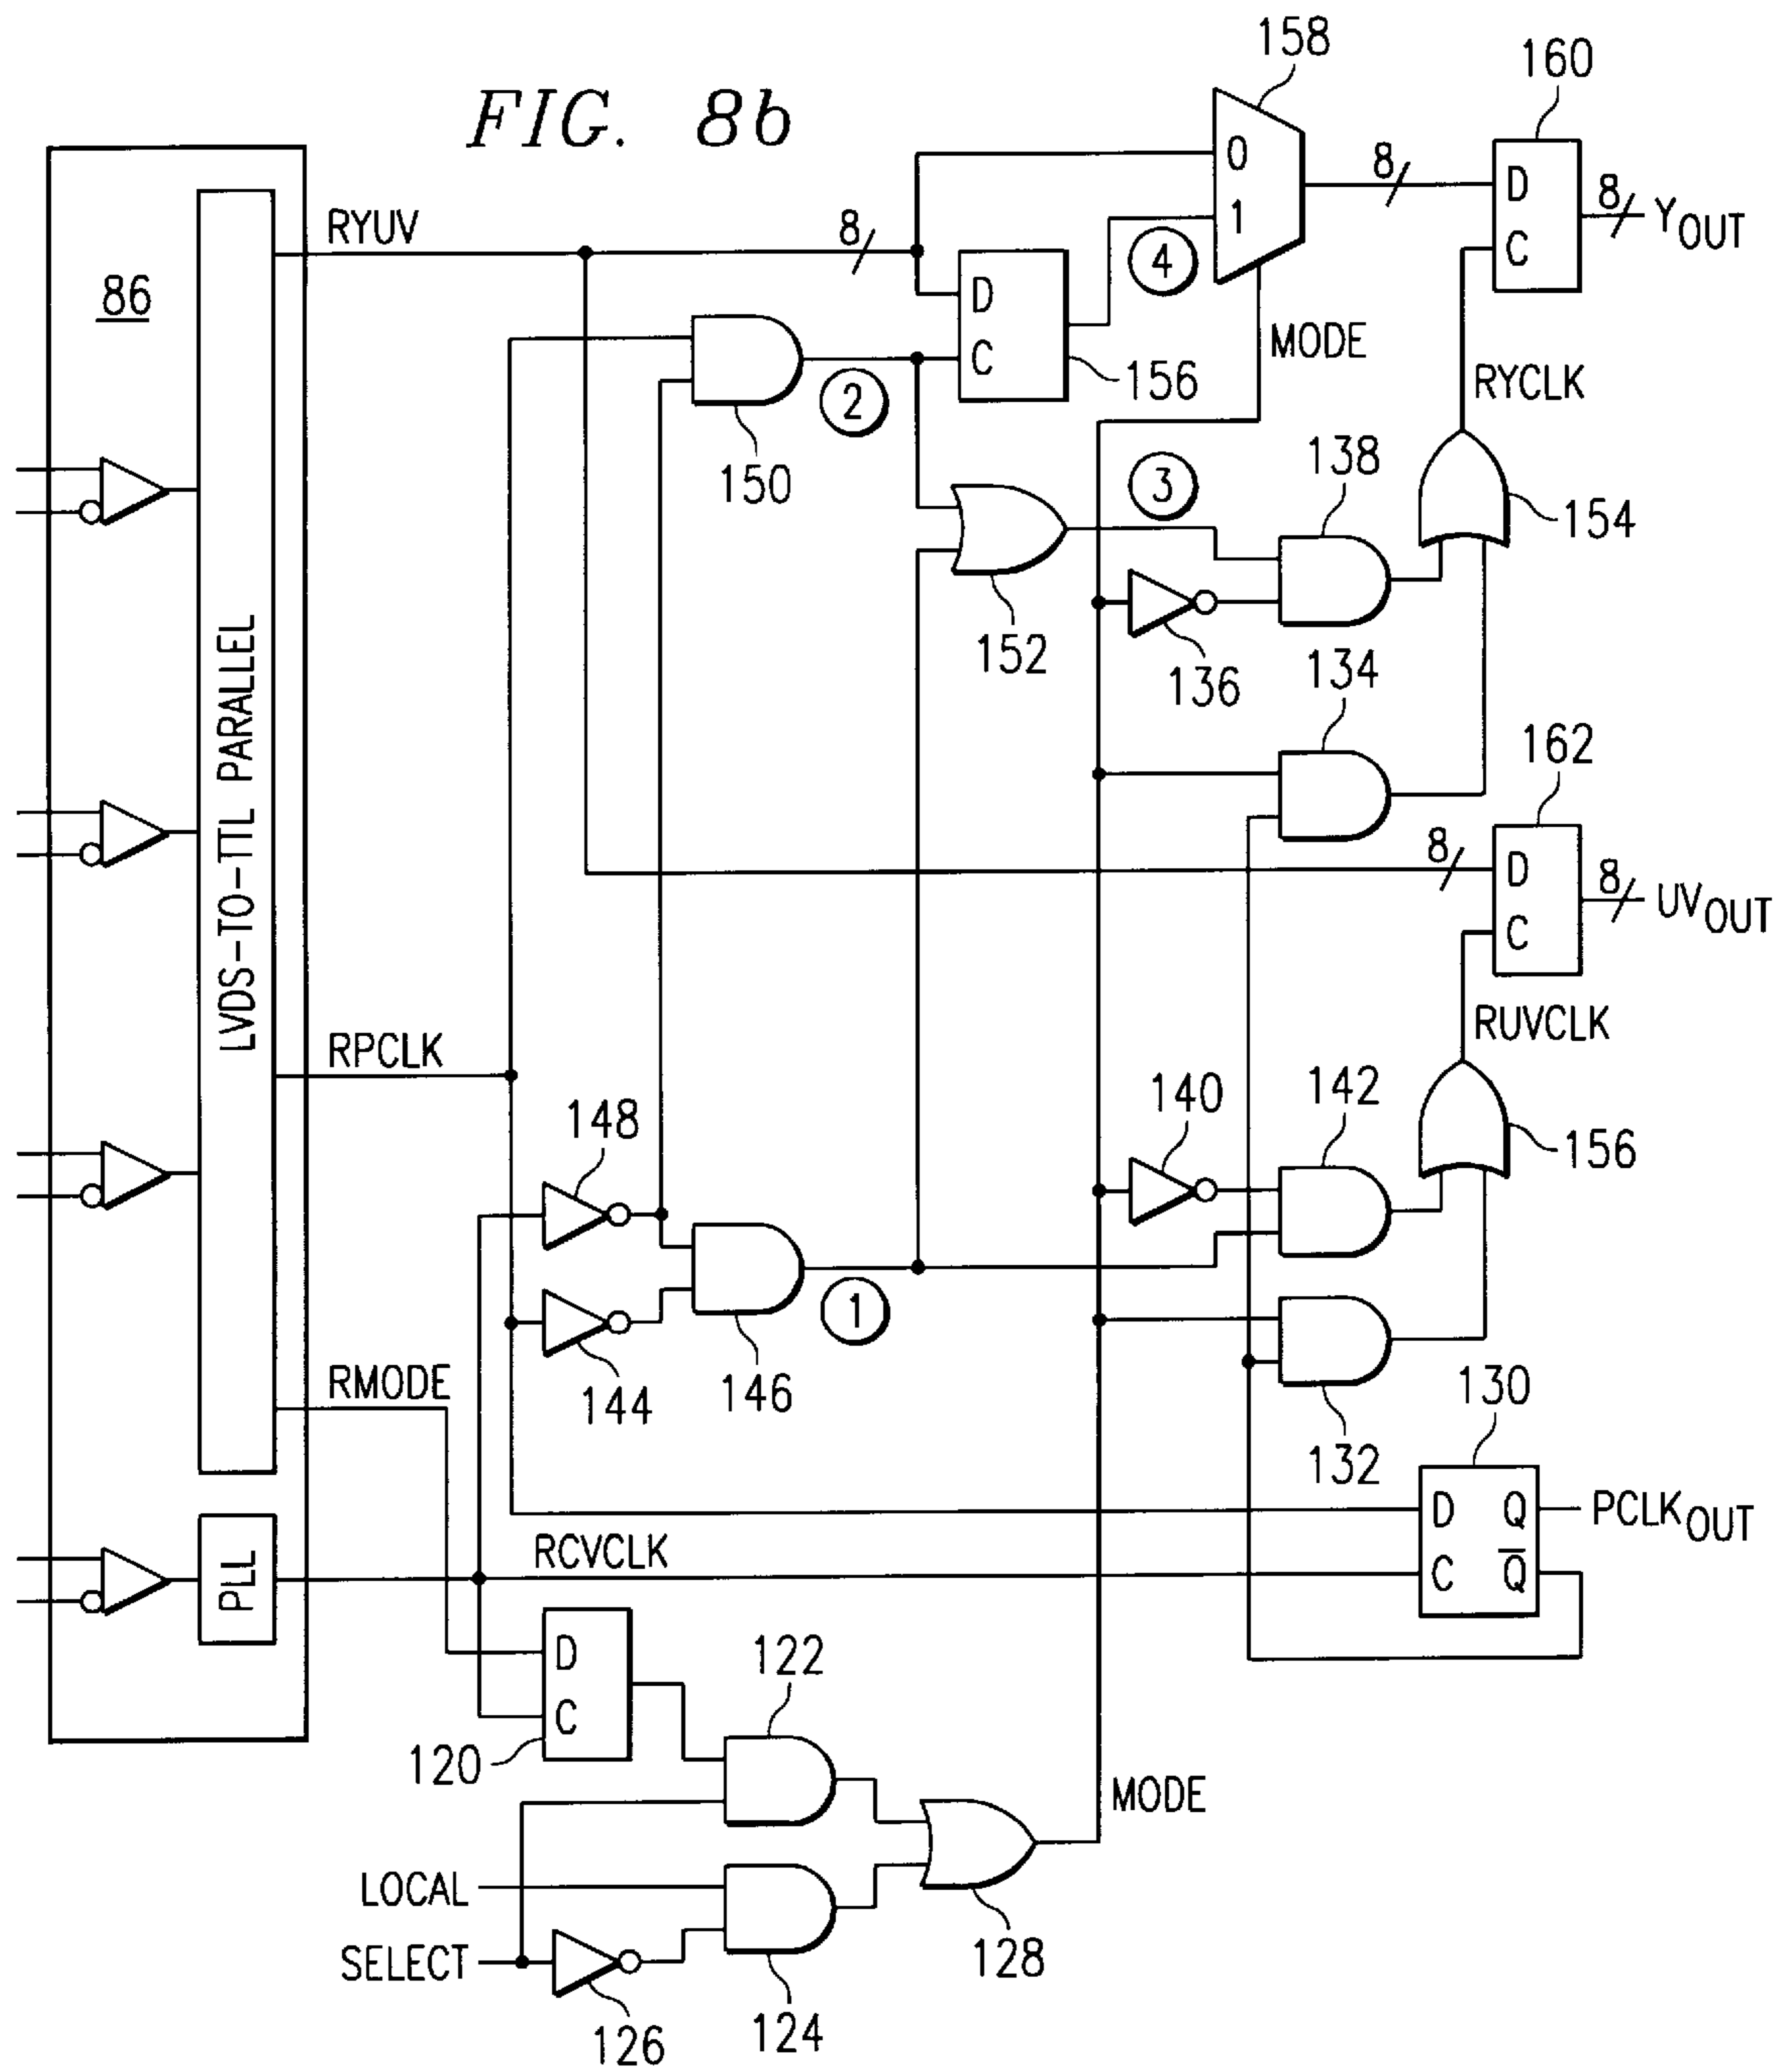 FIG. 8b
158
160
0
1
8
D
C
8
YOUT
RYUV
8
86
4
D
C
156
MODE
RYCLK
2
150
3
138
154
152
136
134
LVDS-TO-TTL PARALLEL
162
8
D
C
8
UVOUT
RPCLK
RUVCLK
148
140
142
156
1
144
146
RMODE
132
130
D
Q
PCLKOUT
C
Q̅
RCVCLK
PLL
D
C
120
122
MODE
LOCAL
SELECT
128
126
124